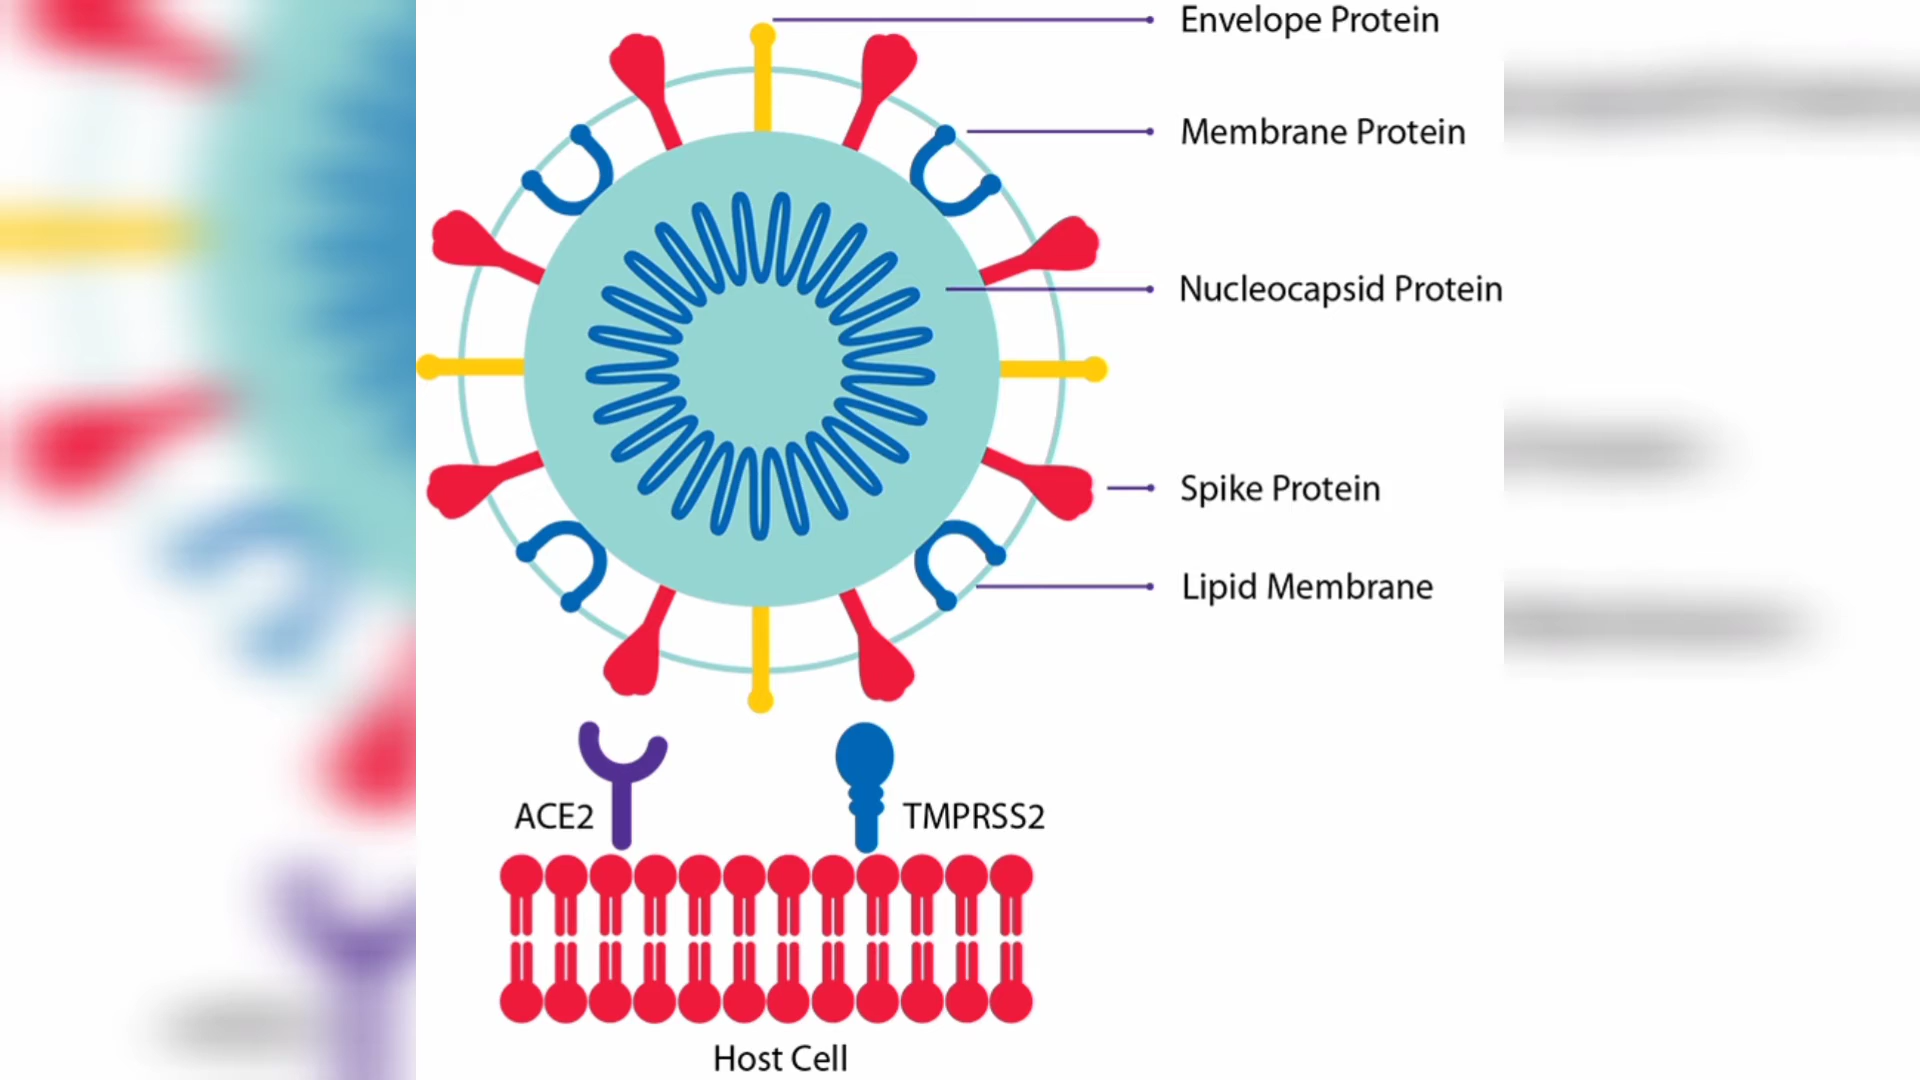 Envelope Protein
Membrane Protein
Nucleocapsid Protein
Spike Protein
Lipid Membrane
ACE2
TMPRSS2
Host Cell